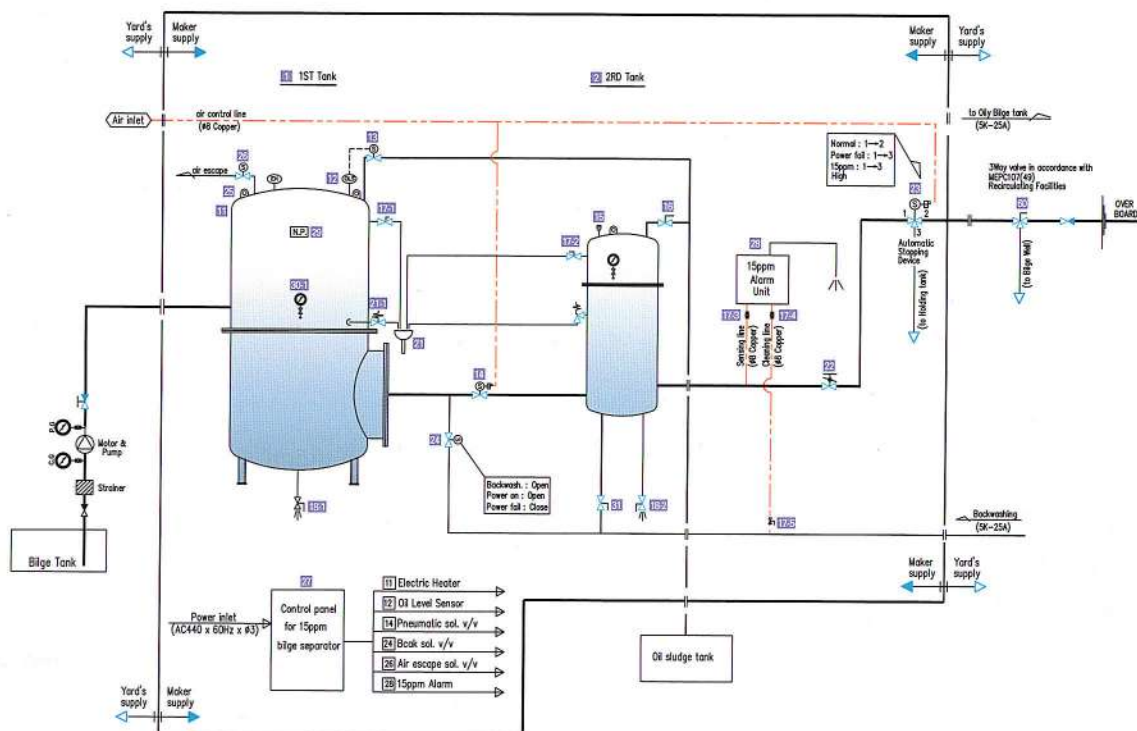 Yard's
supply
Maker
supply
Maker
supply
Yard's
supply
1 1ST Tank
2 2RD Tank
Air inlet
air control line
(ø8 Copper)
to Oily Bilge tank
(5K-25A)
Normal : 1→2
Power fail : 1→3
15ppm : 1→3
High
3Way valve in accordance with
MEPC107(49)
Recirculating Facilities
air escape
26
25
11
EH
12
OLS
13
S
17-1
N.P.
29
30-1
21-1
21
17-2
15
16
28
15ppm
Alarm
Unit
23
1
2
3
Automatic
Stopping
Device
(to Holding tank)
(to Bilge Well)
OVER
BOARD
17-3
17-4
Sensing line
(ø8 Copper)
Cleaning line
(ø8 Copper)
14
S
22
P.G
C.G
Motor &
Pump
Strainer
Bilge Tank
24
Backwash. : Open
Power on : Open
Power fail : Close
18-1
31
18-2
17-5
Backwashing
(5K-25A)
Maker
supply
Yard's
supply
27
Power inlet
(AC440 x 60Hz x ø3)
Control panel
for 15ppm
bilge separator
11 Electric Heater
12 Oil Level Sensor
14 Pneumatic sol. v/v
24 Bcak sol. v/v
26 Air escape sol. v/v
28 15ppm Alarm
Oil sludge tank
Yard's
supply
Maker
supply